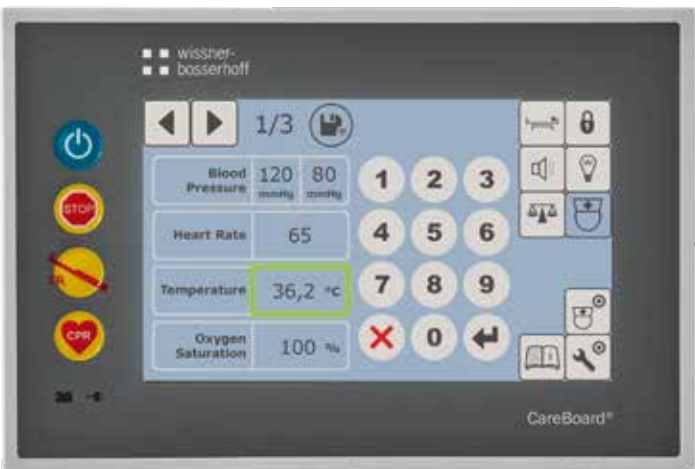 wissner-
bosserhoff
1/3
Blood
Pressure
120
mmHg
80
mmHg
1 2 3
STOP
Heart Rate
65
4 5 6
Temperature
36,2 °C
7 8 9
CPR
Oxygen
Saturation
100 %
0
CareBoard®